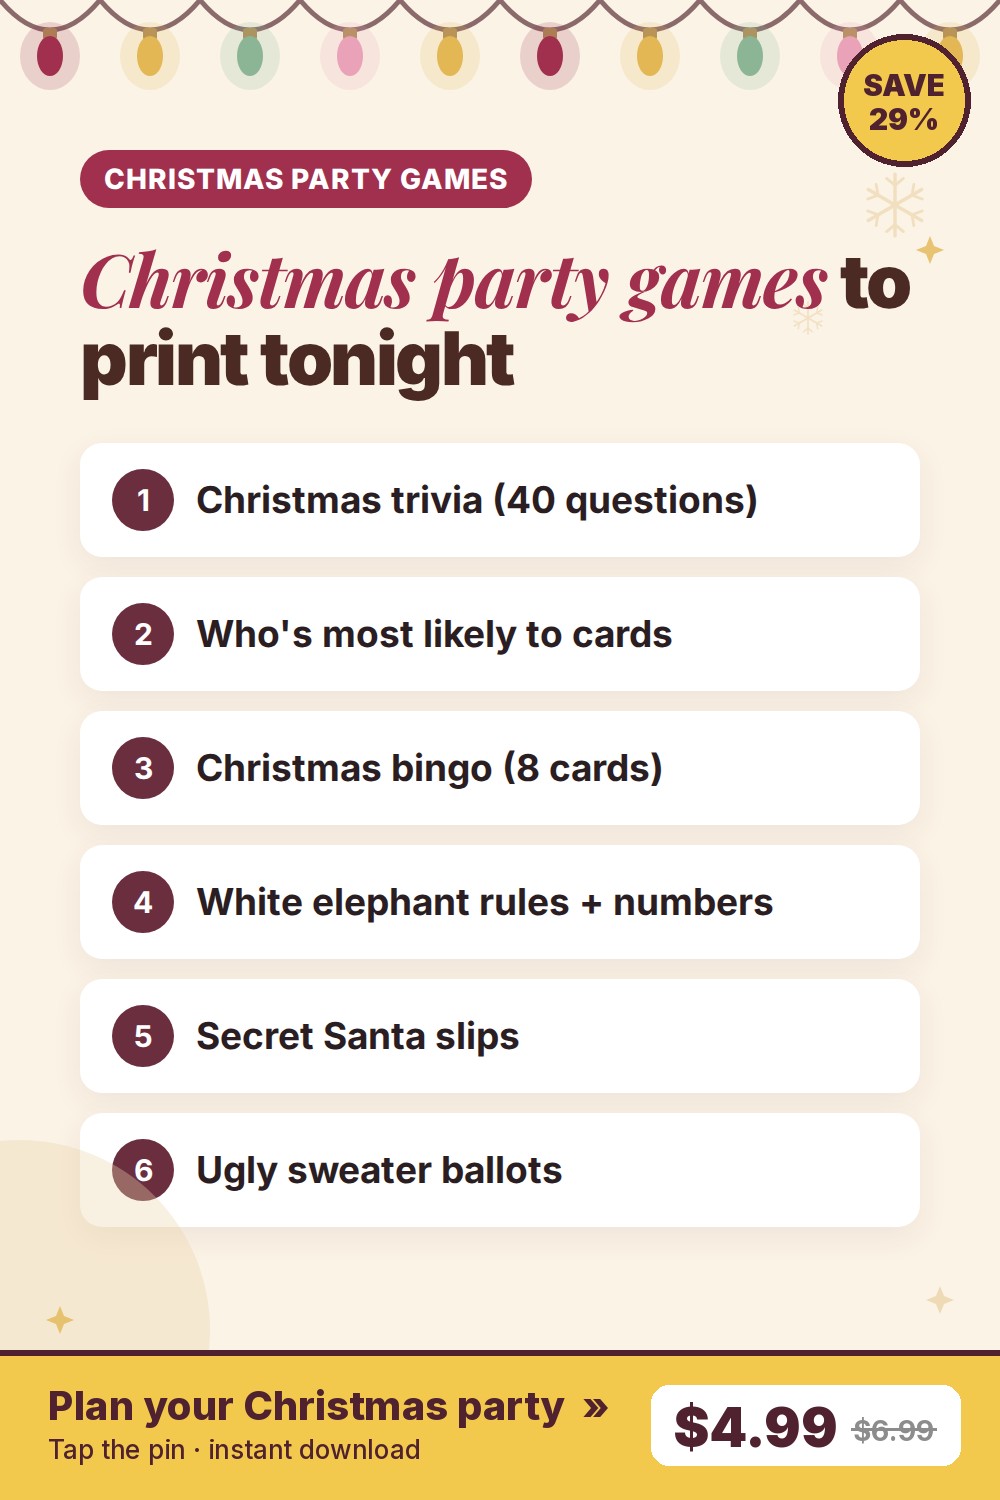 SAVE
29%
CHRISTMAS PARTY GAMES
Christmas party games to
print tonight
1 Christmas trivia (40 questions)
2 Who's most likely to cards
3 Christmas bingo (8 cards)
4 White elephant rules + numbers
5 Secret Santa slips
6 Ugly sweater ballots
Plan your Christmas party »
Tap the pin · instant download
$4.99 $6.99